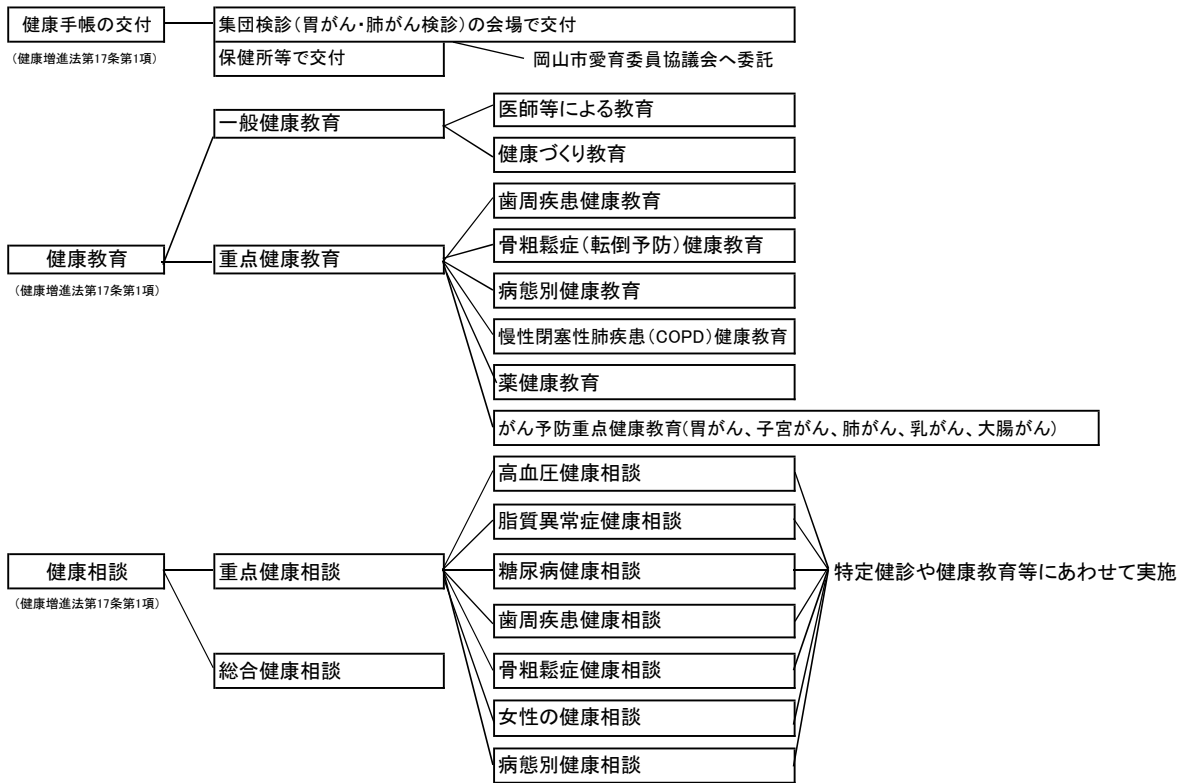 健康手帳の交付
集団検診（胃がん・肺がん検診）の会場で交付
（健康増進法第17条第1項）
保健所等で交付
岡山市愛育委員協議会へ委託
医師等による教育
一般健康教育
健康づくり教育
歯周疾患健康教育
骨粗鬆症（転倒予防）健康教育
健康教育
重点健康教育
（健康増進法第17条第1項）
病態別健康教育
慢性閉塞性肺疾患（COPD）健康教育
薬健康教育
がん予防重点健康教育(胃がん、子宮がん、肺がん、乳がん、大腸がん)
高血圧健康相談
脂質異常症健康相談
健康相談
重点健康相談
糖尿病健康相談
特定健診や健康教育等にあわせて実施
（健康増進法第17条第1項）
歯周疾患健康相談
総合健康相談
骨粗鬆症健康相談
女性の健康相談
病態別健康相談